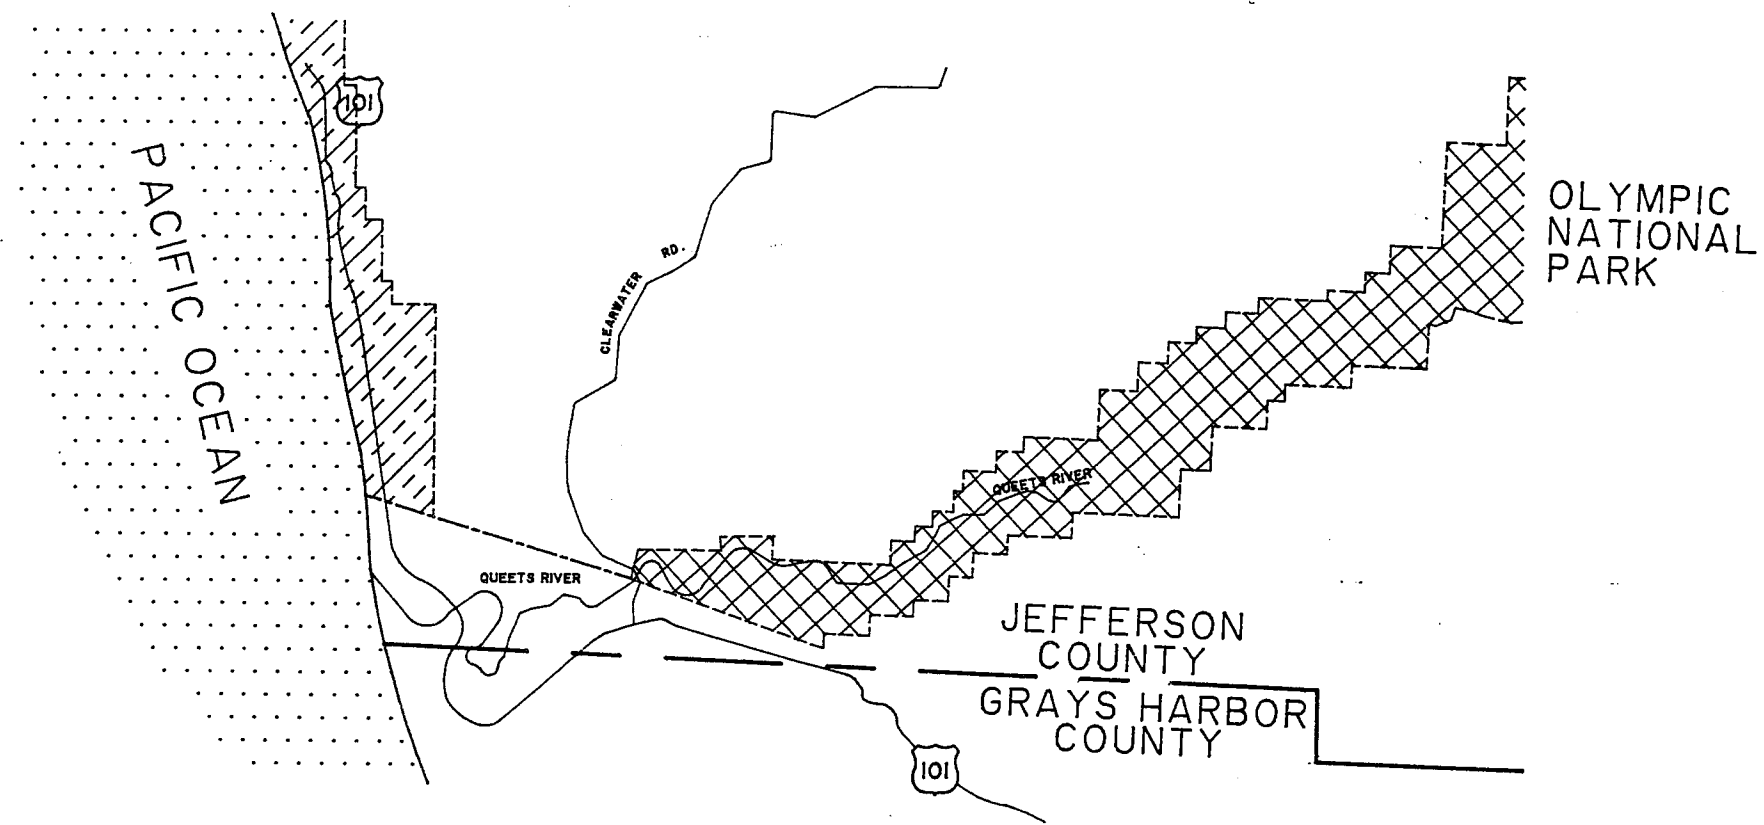 101
PACIFIC OCEAN
CLEARWATER RD.
OLYMPIC
NATIONAL
PARK
QUEETS RIVER
QUEETS RIVER
JEFFERSON
COUNTY
GRAYS HARBOR
COUNTY
101